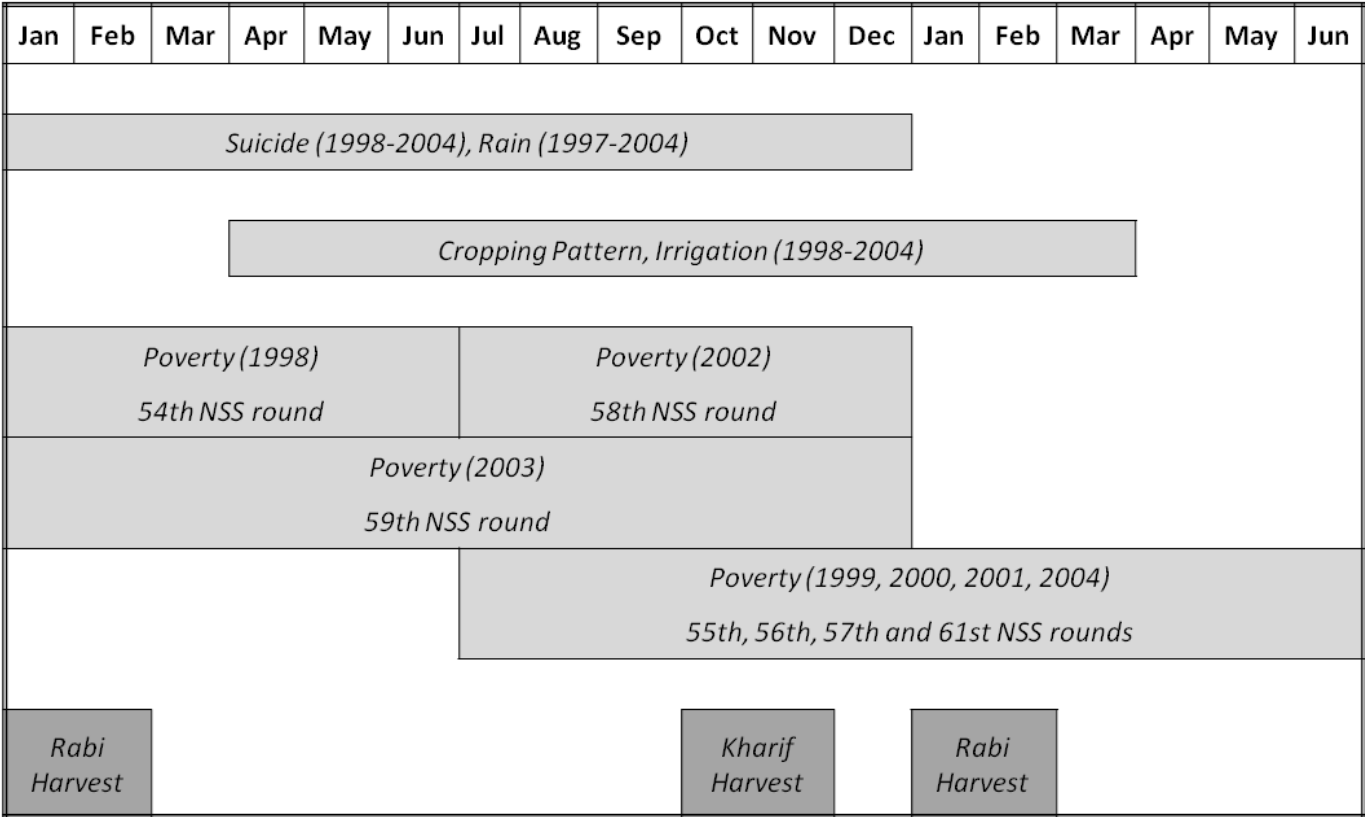 Jan Feb Mar Apr May Jun Jul Aug Sep Oct Nov Dec Jan Feb Mar Apr May Jun
Suicide (1998-2004), Rain (1997-2004)
Cropping Pattern, Irrigation (1998-2004)
Poverty (1998)
54th NSS round
Poverty (2002)
58th NSS round
Poverty (2003)
59th NSS round
Poverty (1999, 2000, 2001, 2004)
55th, 56th, 57th and 61st NSS rounds
Rabi
Harvest
Kharif
Harvest
Rabi
Harvest